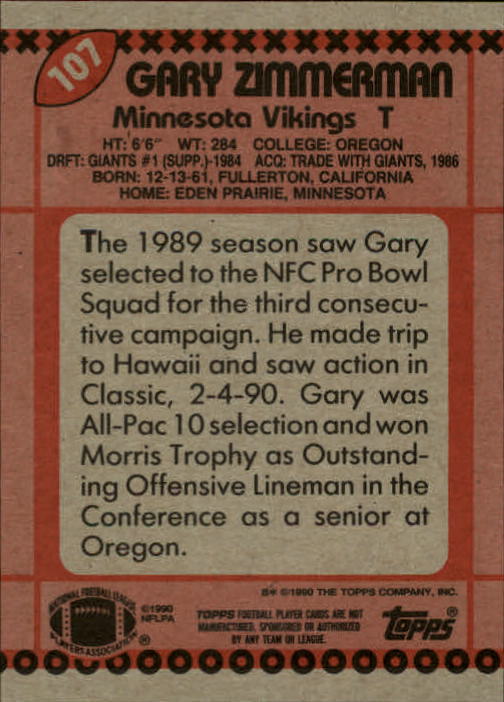 107
GARY ZIMMERMAN
Minnesota Vikings T
HT: 6'6" WT: 284 COLLEGE: OREGON
DRFT: GIANTS #1 (SUPP.)-1984 ACQ: TRADE WITH GIANTS, 1986
BORN: 12-13-61, FULLERTON, CALIFORNIA
HOME: EDEN PRAIRIE, MINNESOTA
The 1989 season saw Gary
selected to the NFC Pro Bowl
Squad for the third consecu-
tive campaign. He made trip
to Hawaii and saw action in
Classic, 2-4-90. Gary was
All-Pac 10 selection and won
Morris Trophy as Outstand-
ing Offensive Lineman in the
Conference as a senior at
Oregon.
B* ©1990 THE TOPPS COMPANY, INC.
NATIONAL FOOTBALL LEAGUE
PLAYERS ASSOCIATION ®
©1990
NFLPA
TOPPS FOOTBALL PLAYER CARDS ARE NOT
MANUFACTURED, SPONSORED OR AUTHORIZED
BY ANY TEAM OR LEAGUE.
TOPPS®